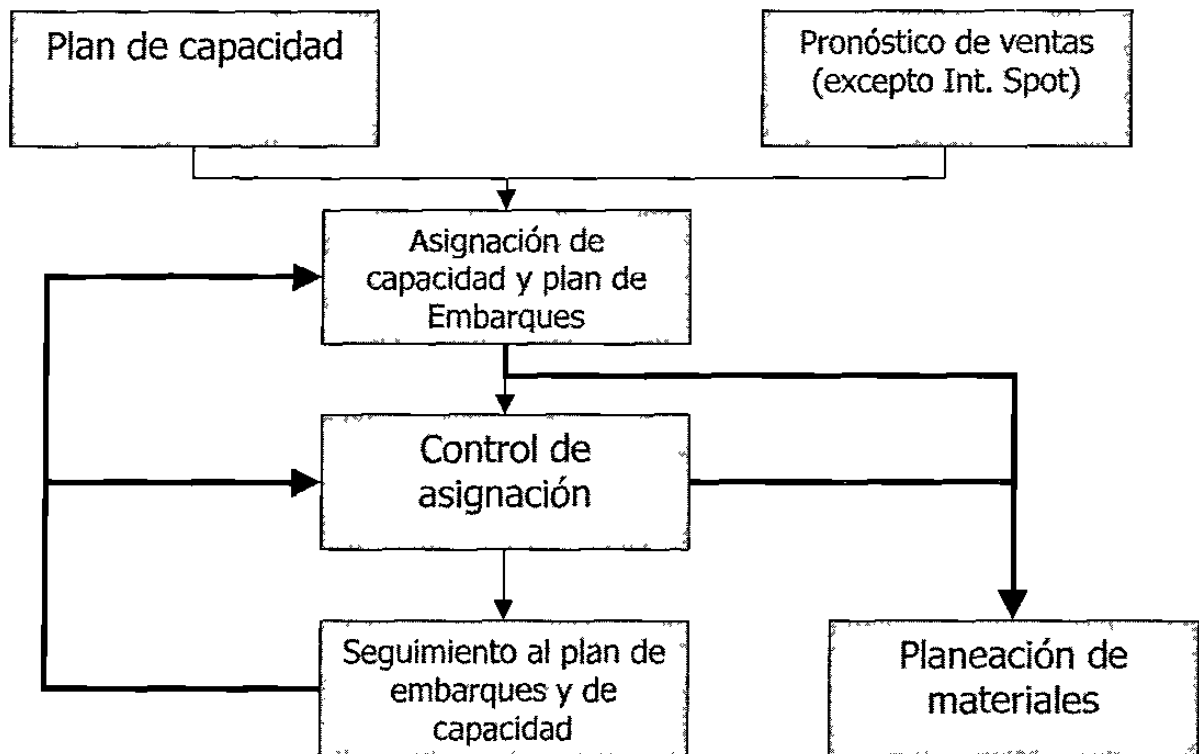 Plan de capacidad
Pronóstico de ventas
(excepto Int. Spot)
Asignación de
capacidad y plan de
Embarques
Control de
asignación
Seguimiento al plan de
embarques y de
capacidad
Planeación de
materiales